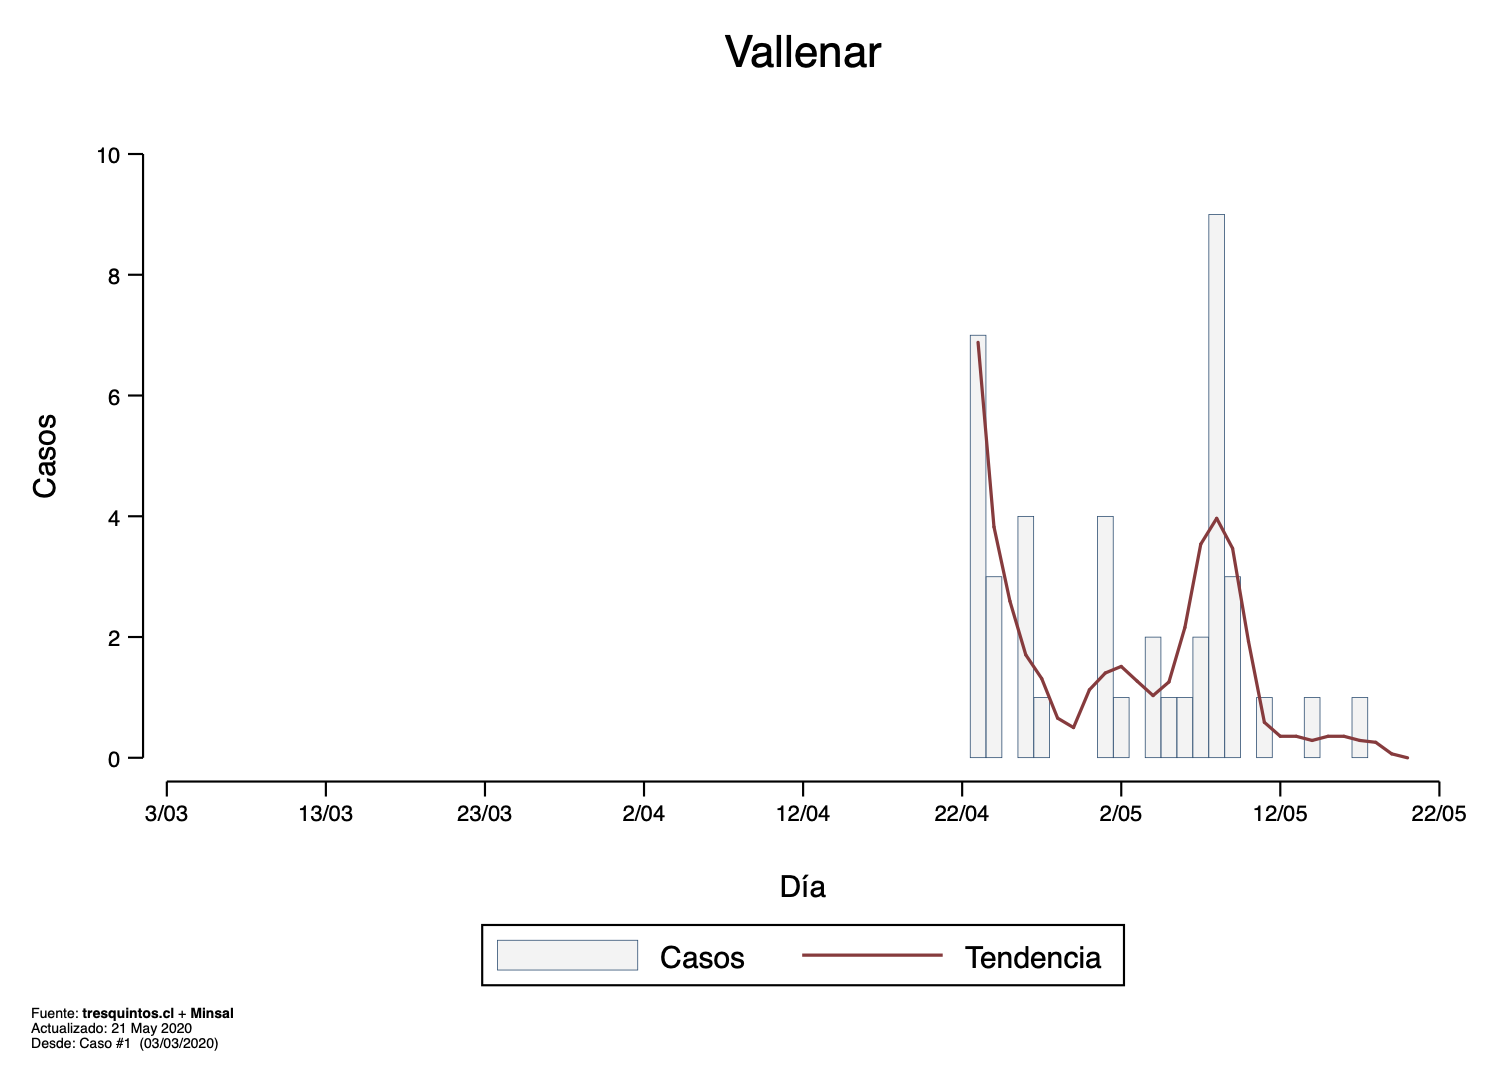 Vallenar
10
8
6
4
2
0
Casos
3/03 13/03 23/03 2/04 12/04 22/04 2/05 12/05 22/05
Día
Casos Tendencia
Fuente: tresquintos.cl + Minsal
Actualizado: 21 May 2020
Desde: Caso #1 (03/03/2020)